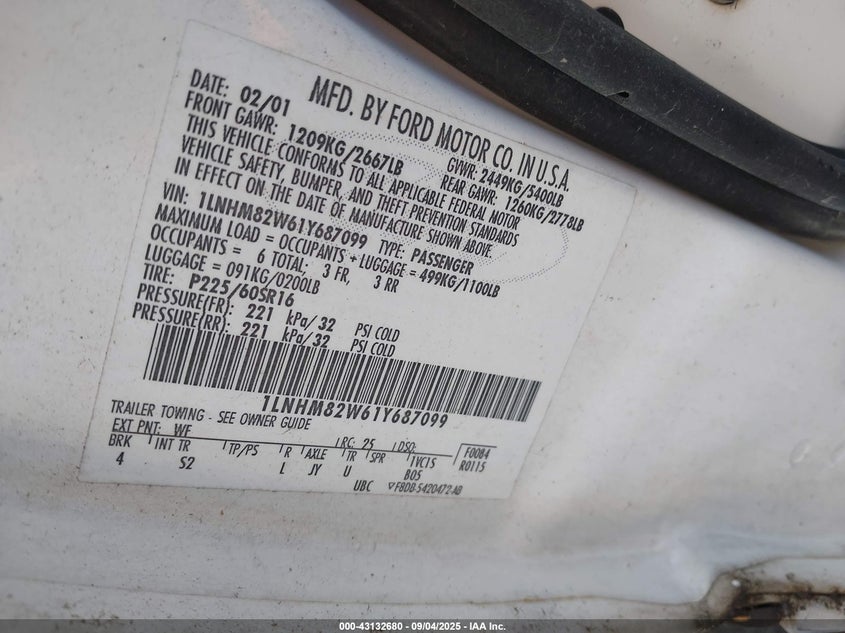 MFD. BY FORD MOTOR CO. IN U.S.A.
DATE: 02/01 GVWR: 2449KG/5400LB
FRONT GAWR: 1209KG/2667LB REAR GAWR: 1260KG/2778LB
THIS VEHICLE CONFORMS TO ALL APPLICABLE FEDERAL MOTOR
VEHICLE SAFETY, BUMPER, AND THEFT PREVENTION STANDARDS
IN EFFECT ON THE DATE OF MANUFACTURE SHOWN ABOVE.
VIN: 1LNHM82W61Y687099 TYPE: PASSENGER
MAXIMUM LOAD = OCCUPANTS + LUGGAGE = 499KG/1100LB
OCCUPANTS = 6 TOTAL; 3 FR, 3 RR
LUGGAGE = 091KG/0200LB
TIRE: P225/60SR16
PRESSURE(FR): 221 kPa/32 PSI COLD
PRESSURE(RR): 221 kPa/32 PSI COLD
1LNHM82W61Y687099
TRAILER TOWING - SEE OWNER GUIDE
EXT PNT: WF RC: 25 DSO: F0084
BRK INT TR TP/PS R AXLE TR SPR VC15 R0115
4 S2 L JY U B05
UBC ▽F8DB-5420472-AB
000-43132680 - 09/04/2025 - IAA Inc.